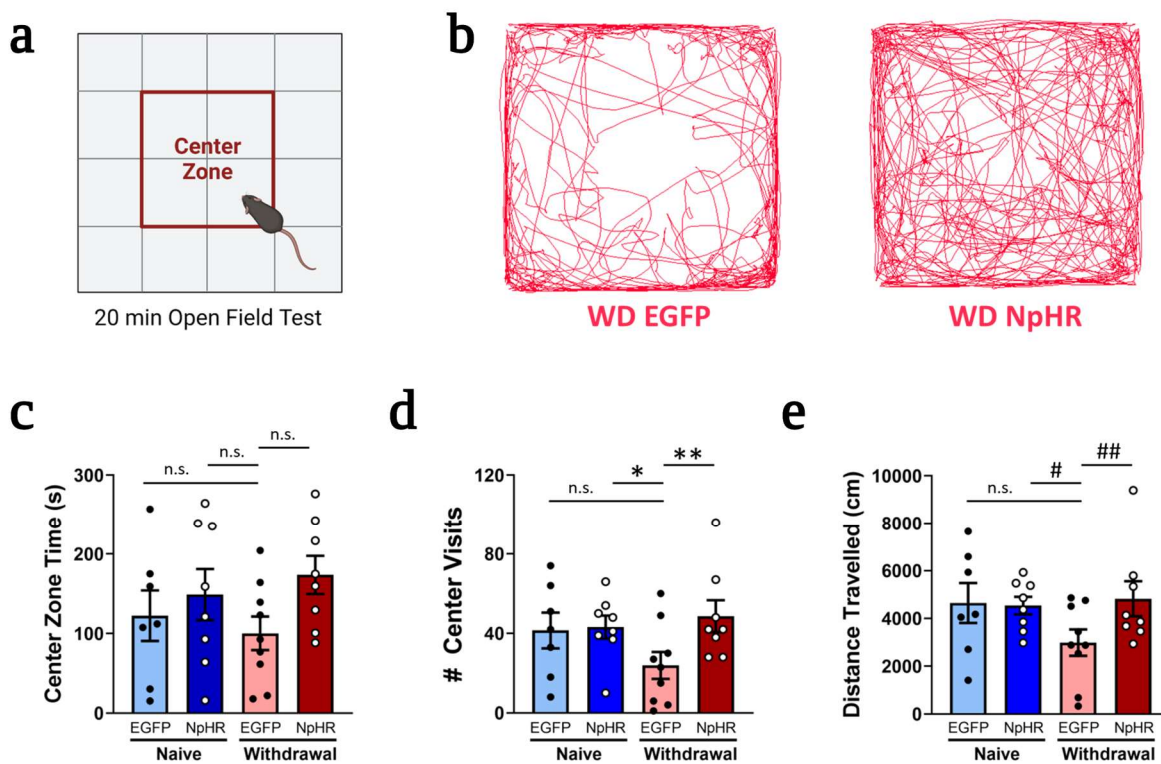 a
Center
Zone
20 min Open Field Test
b
WD EGFP
WD NpHR
c
n.s.
n.s.
n.s.
Center Zone Time (s)
300
200
100
0
EGFP NpHR EGFP NpHR
Naive Withdrawal
d
**
*
n.s.
# Center Visits
120
80
40
0
EGFP NpHR EGFP NpHR
Naive Withdrawal
e
##
#
n.s.
Distance Travelled (cm)
10000
8000
6000
4000
2000
0
EGFP NpHR EGFP NpHR
Naive Withdrawal